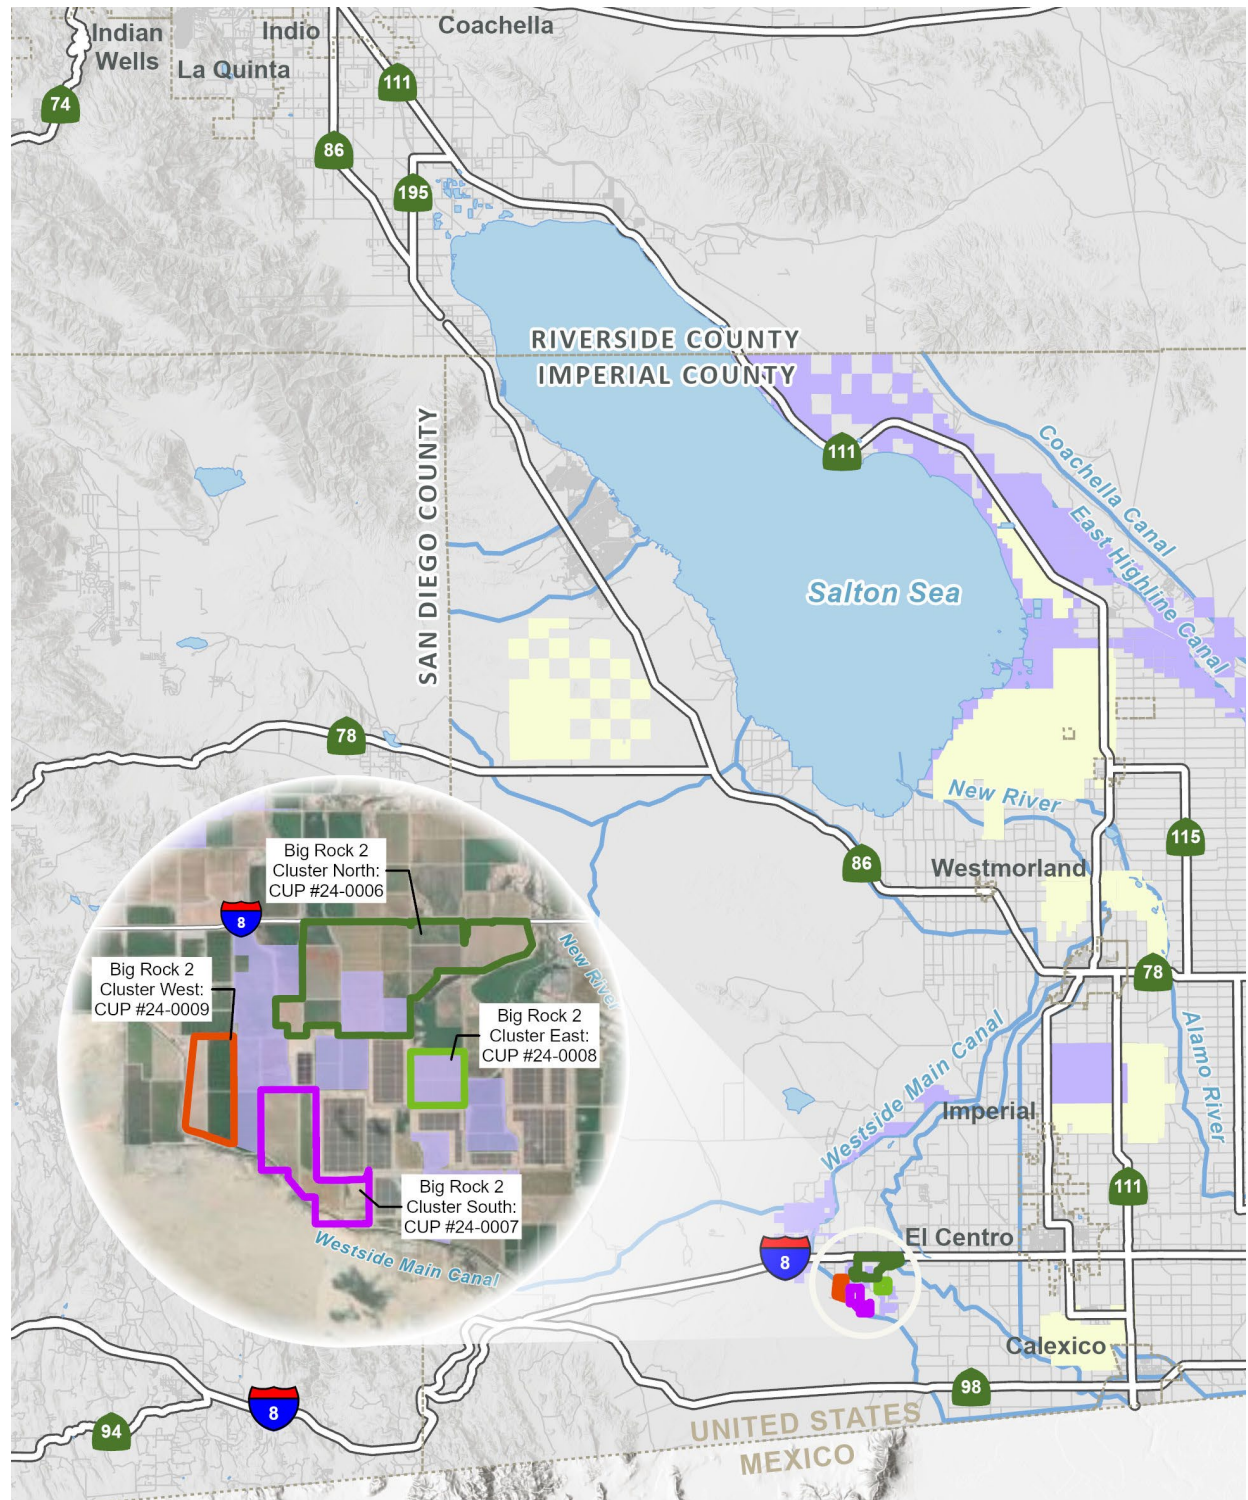 Indian
Wells
Indio
Coachella
La Quinta
74
111
86
195
RIVERSIDE COUNTY
IMPERIAL COUNTY
SAN DIEGO COUNTY
111
Coachella Canal
East Highline Canal
Salton Sea
78
New River
115
86
Westmorland
Big Rock 2
Cluster North:
CUP #24-0006
8
New River
Big Rock 2
Cluster West:
CUP #24-0009
78
Big Rock 2
Cluster East:
CUP #24-0008
Westside Main Canal
Alamo River
Imperial
Big Rock 2
Cluster South:
CUP #24-0007
111
Westside Main Canal
El Centro
8
Calexico
98
8
94
UNITED STATES
MEXICO